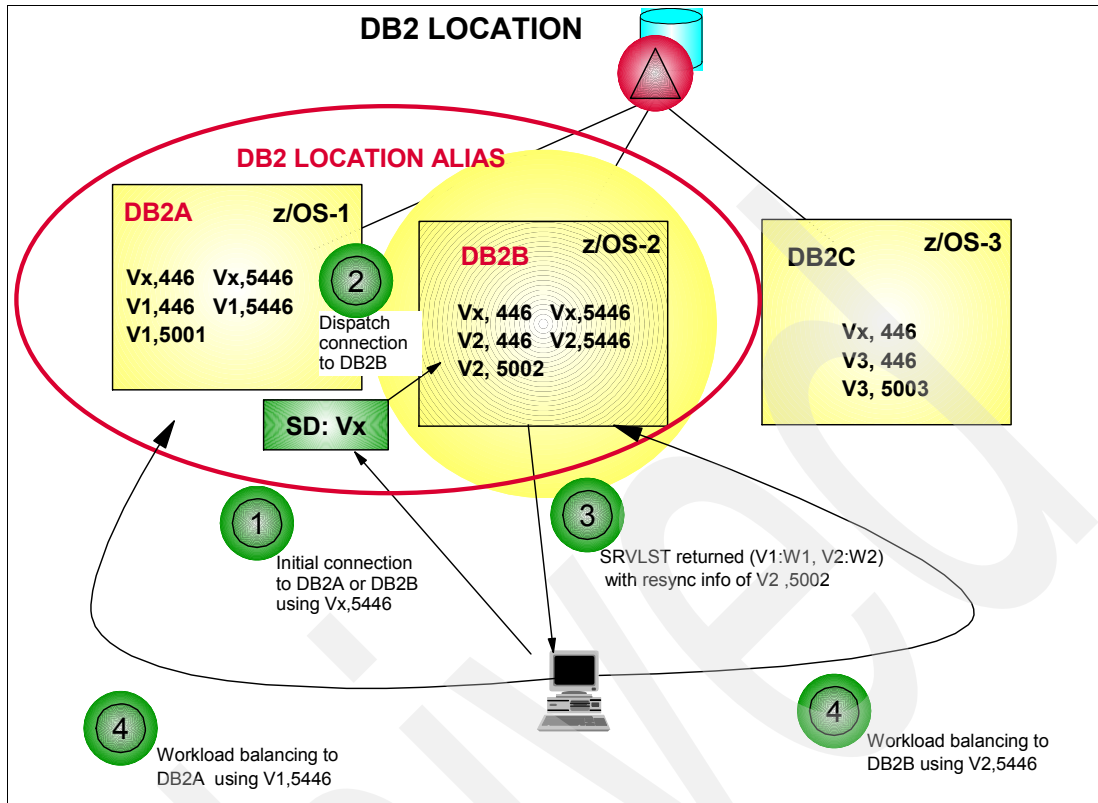 DB2 LOCATION
DB2 LOCATION ALIAS
DB2A z/OS-1
Vx,446 Vx,5446
V1,446 V1,5446
V1,5001
2
Dispatch
connection
to DB2B
z/OS-2
DB2B
Vx, 446 Vx,5446
V2, 446 V2,5446
V2, 5002
z/OS-3
DB2C
Vx, 446
V3, 446
V3, 5003
SD: Vx
1
Initial connection
to DB2A or DB2B
using Vx,5446
3
SRVLST returned (V1:W1, V2:W2)
with resync info of V2 ,5002
4
Workload balancing to
DB2A using V1,5446
4
Workload balancing to
DB2B using V2,5446